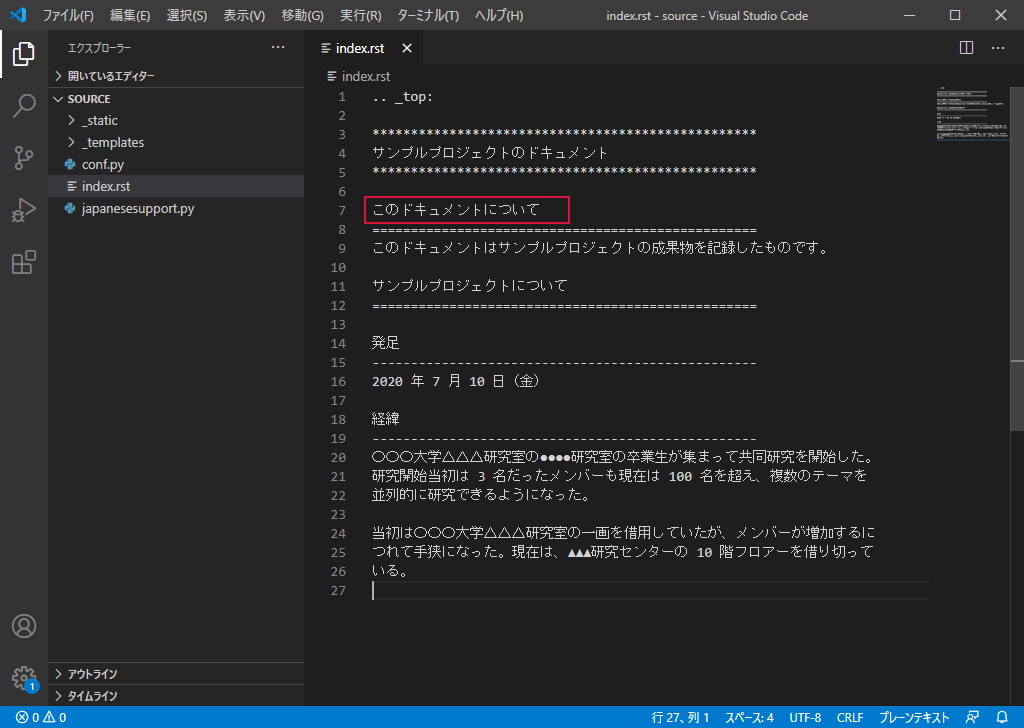 ファイル(F) 編集(E) 選択(S) 表示(V) 移動(G) 実行(R) ターミナル(T) ヘルプ(H) index.rst - source - Visual Studio Code
エクスプローラー ···
開いているエディター
SOURCE
_static
_templates
conf.py
index.rst
japanesesupport.py
アウトライン
タイムライン
1
index.rst
index.rst
1 .. _top:
2
3 **************************************************
4 サンプルプロジェクトのドキュメント
5 **************************************************
6
7 このドキュメントについて
8 ==================================================
9 このドキュメントはサンプルプロジェクトの成果物を記録したものです。
10
11 サンプルプロジェクトについて
12 ==================================================
13
14 発足
15 --------------------------------------------------
16 2020 年 7 月 10 日（金）
17
18 経緯
19 --------------------------------------------------
20 〇〇〇大学△△△研究室の●●●●研究室の卒業生が集まって共同研究を開始した。
21 研究開始当初は 3 名だったメンバーも現在は 100 名を超え、複数のテーマを
22 並列的に研究できるようになった。
23
24 当初は〇〇〇大学△△△研究室の一画を借用していたが、メンバーが増加するに
25 つれて手狭になった。現在は、▲▲▲研究センターの 10 階フロアーを借り切って
26 いる。
27
0 0 行 27、列 1 スペース: 4 UTF-8 CRLF プレーンテキスト